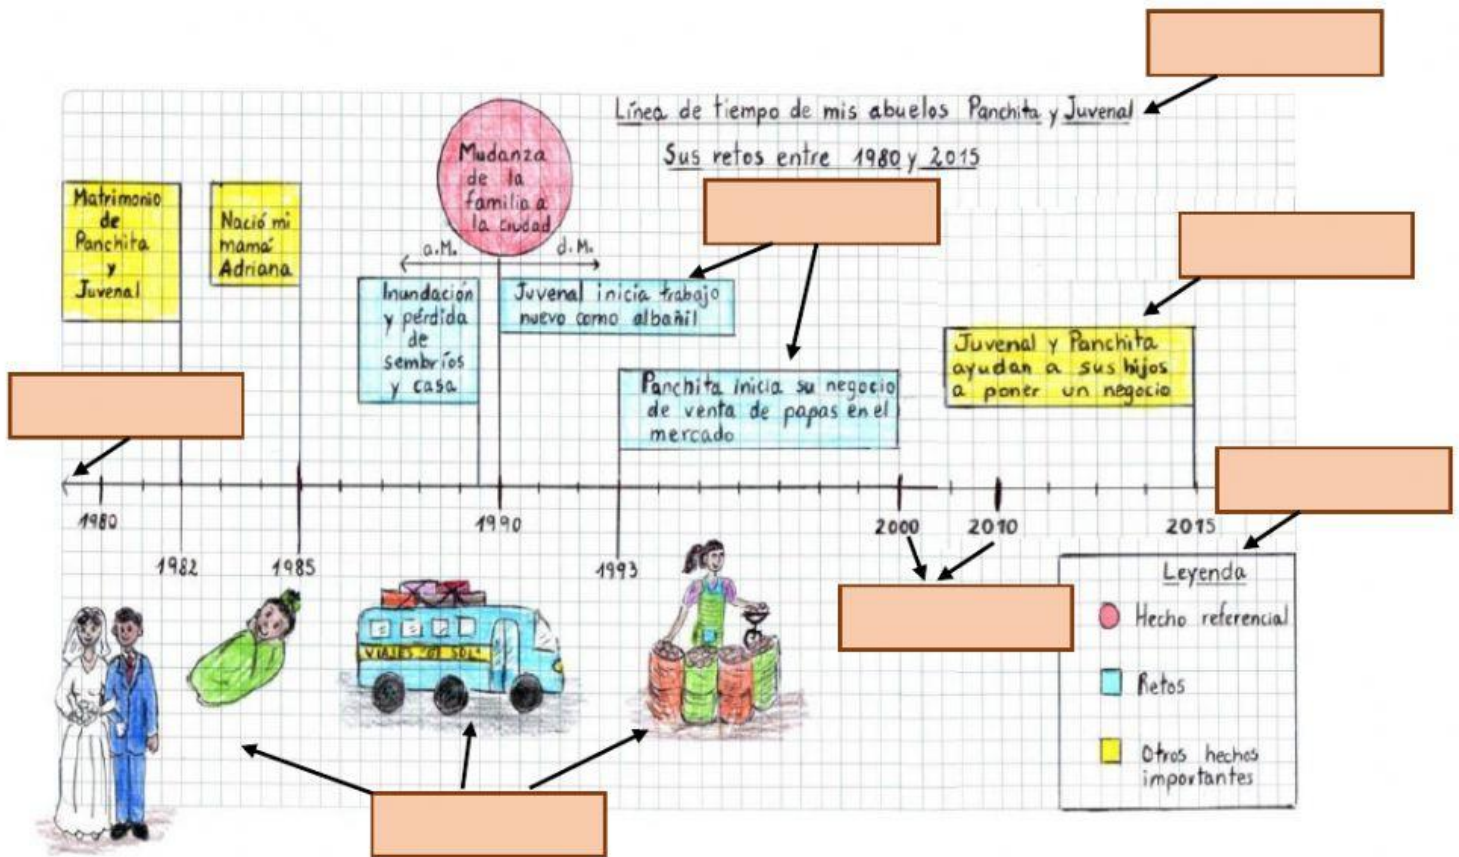 Línea de tiempo de mis abuelos Panchita y Juvenal
Sus retos entre 1980 y 2015
Matrimonio
de
Panchita
y
Juvenal
Nació mi
mamá
Adriana
Mudanza
de la
familia a
la ciudad
a.M.
d.M.
Inundación
y pérdida
de
sembríos
y casa
Juvenal inicia trabajo
nuevo como albañil
Panchita inicia su negocio
de venta de papas en el
mercado
Juvenal y Panchita
ayudan a sus hijos
a poner un negocio
1980
1982
1985
1990
1993
2000
2010
2015
VIAJES "EL SOL"
Leyenda
Hecho referencial
Retos
Otros hechos
importantes